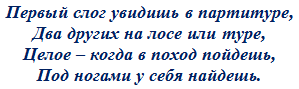 Первый слог увидишь в партитуре,
Два других на лосе или туре,
Целое – когда в поход пойдешь,
Под ногами у себя найдешь.